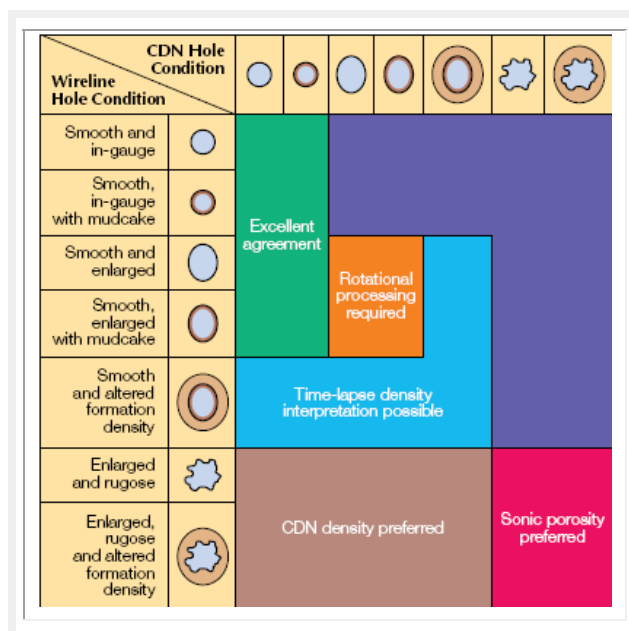 CDN Hole
Condition
Wireline
Hole Condition
Smooth and
in-gauge
Smooth,
in-gauge
with mudcake
Smooth and
enlarged
Smooth,
enlarged
with mudcake
Smooth
and altered
formation
density
Enlarged
and rugose
Enlarged,
rugose
and altered
formation
density
Excellent
agreement
Rotational
processing
required
Time-lapse density
interpretation possible
CDN density preferred
Sonic porosity
preferred